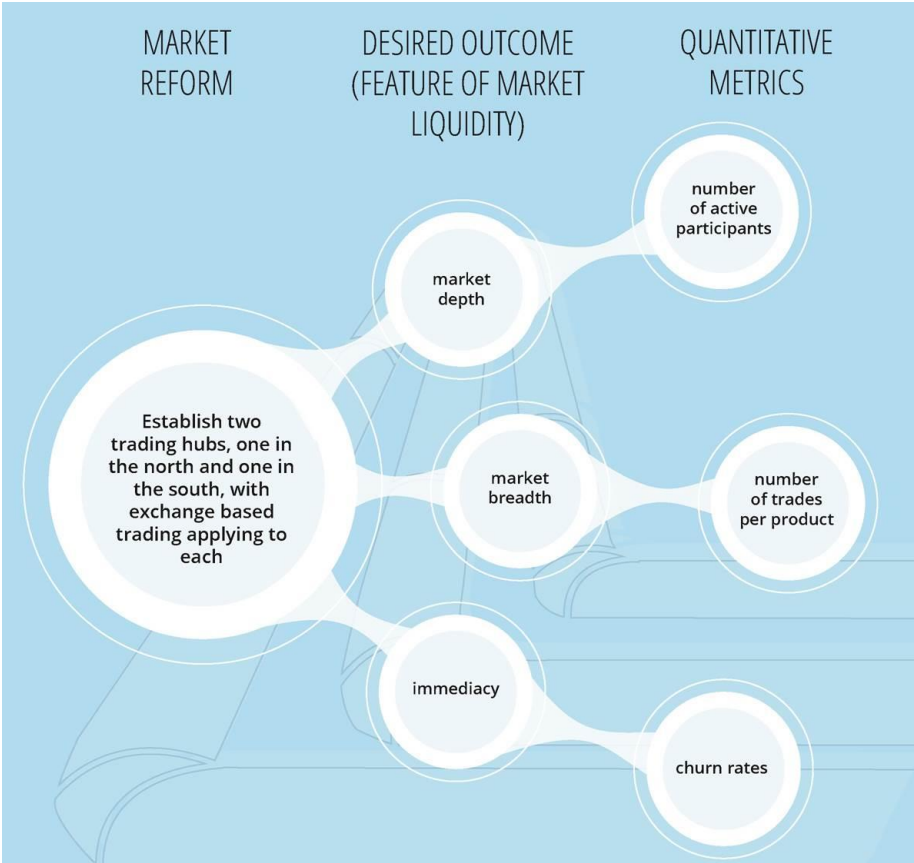 MARKET
REFORM
DESIRED OUTCOME
(FEATURE OF MARKET
LIQUIDITY)
QUANTITATIVE
METRICS
number
of active
participants
market
depth
Establish two
trading hubs, one in
the north and one in
the south, with
exchange based
trading applying to
each
market
breadth
number
of trades
per product
immediacy
churn rates